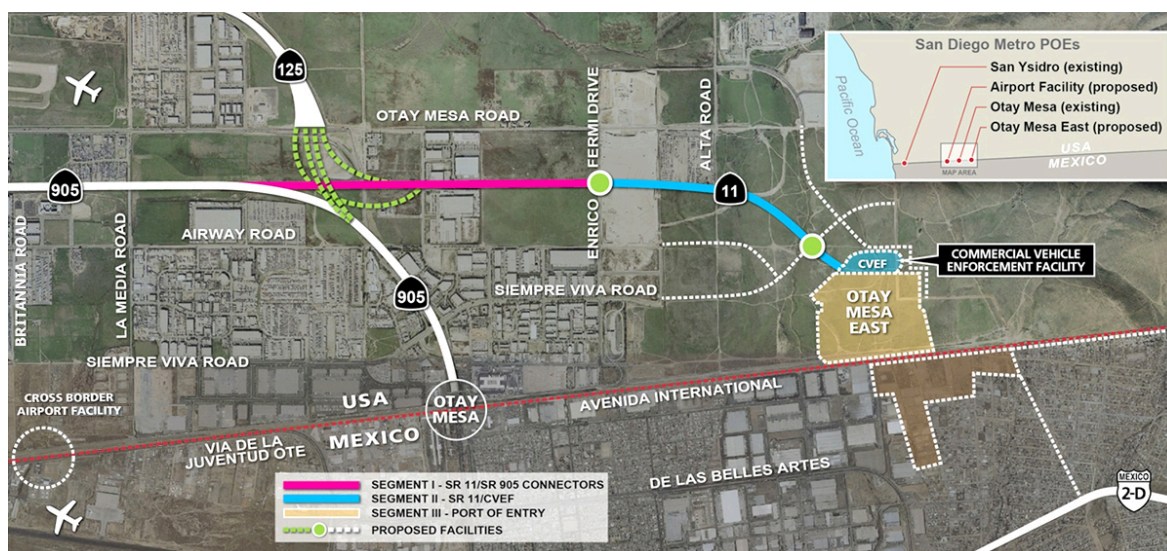 San Diego Metro POEs
San Ysidro (existing)
Airport Facility (proposed)
Otay Mesa (existing)
Otay Mesa East (proposed)
Pacific Ocean
USA
MEXICO
MAP AREA
125
OTAY MESA ROAD
ENRICO FERMI DRIVE
ALTA ROAD
905
11
BRITANNIA ROAD
LA MEDIA ROAD
AIRWAY ROAD
CVEF
COMMERCIAL VEHICLE
ENFORCEMENT FACILITY
905
SIEMPRE VIVA ROAD
OTAY
MESA
EAST
SIEMPRE VIVA ROAD
CROSS BORDER
AIRPORT FACILITY
USA
OTAY
MESA
AVENIDA INTERNATIONAL
MEXICO
VIA DE LA
JUVENTUD OTE
DE LAS BELLES ARTES
SEGMENT I - SR 11/SR 905 CONNECTORS
SEGMENT II - SR 11/CVEF
SEGMENT III - PORT OF ENTRY
PROPOSED FACILITIES
MEXICO
2-D